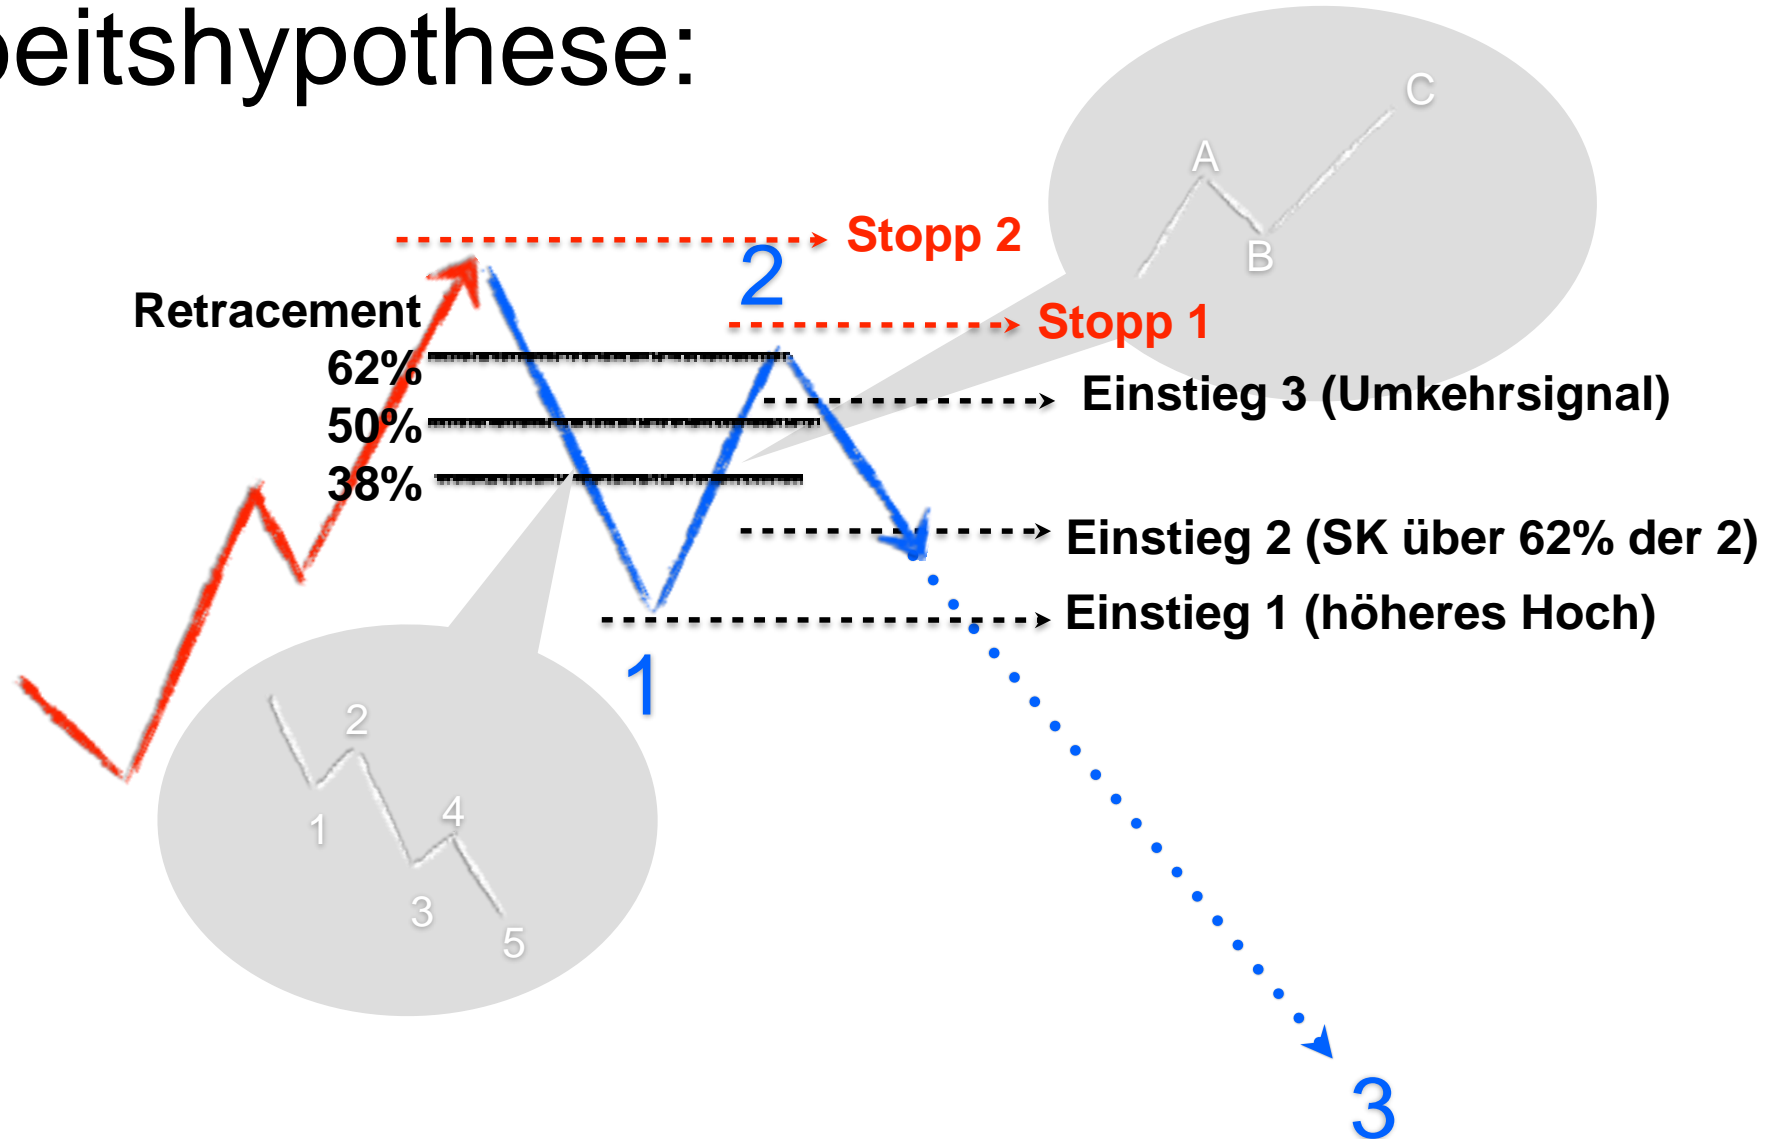 beitshypothese:
C
A
B
Stopp 2
2
Retracement
Stopp 1
62%
Einstieg 3 (Umkehrsignal)
50%
38%
Einstieg 2 (SK über 62% der 2)
Einstieg 1 (höheres Hoch)
1
2
4
1
3
5
3